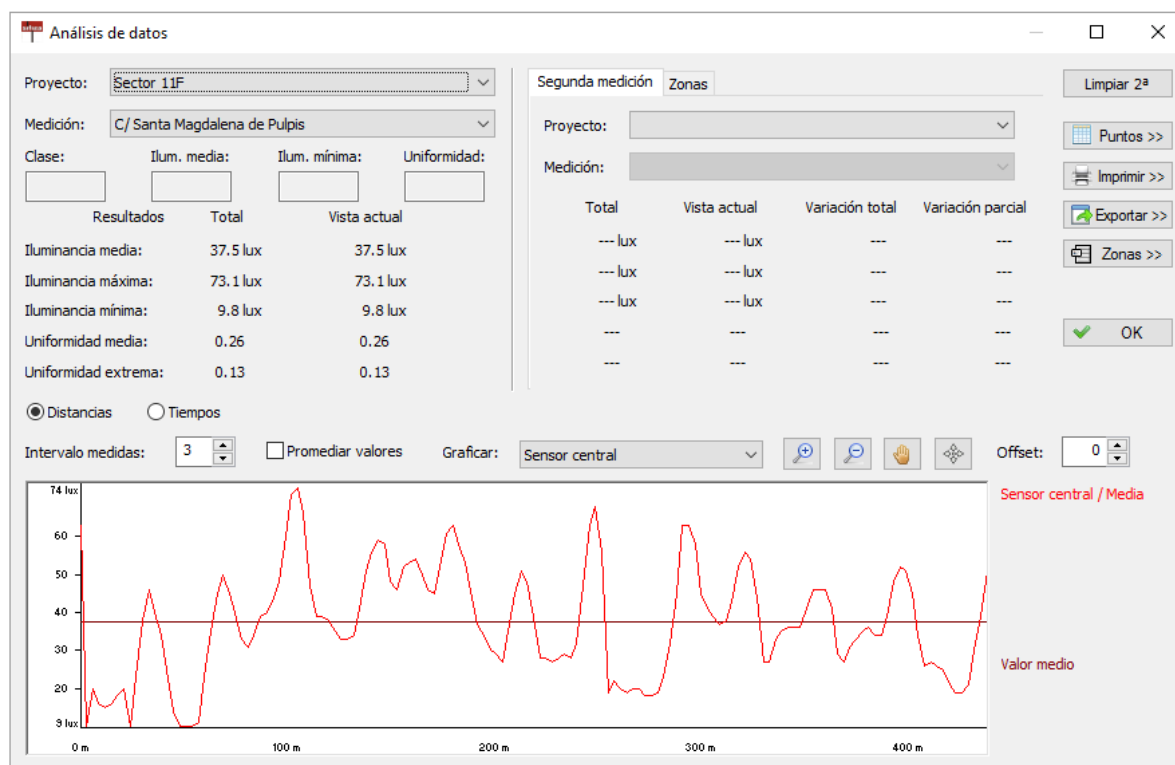 Análisis de datos
Proyecto: Sector 11F
Medición: C/ Santa Magdalena de Pulpis
Clase: Ilum. media: Ilum. mínima: Uniformidad:
Resultados Total Vista actual
Iluminancia media: 37.5 lux 37.5 lux
Iluminancia máxima: 73.1 lux 73.1 lux
Iluminancia mínima: 9.8 lux 9.8 lux
Uniformidad media: 0.26 0.26
Uniformidad extrema: 0.13 0.13
Segunda medición Zonas
Proyecto:
Medición:
Total Vista actual Variación total Variación parcial
--- lux --- lux --- ---
--- lux --- lux --- ---
--- lux --- lux --- ---
--- --- --- ---
--- --- --- ---
Limpiar 2ª
Puntos >>
Imprimir >>
Exportar >>
Zonas >>
OK
Distancias Tiempos
Intervalo medidas: 3 Promediar valores Graficar: Sensor central Offset: 0
74 lux
60
50
40
30
20
9 lux
0 m 100 m 200 m 300 m 400 m
Sensor central / Media
Valor medio